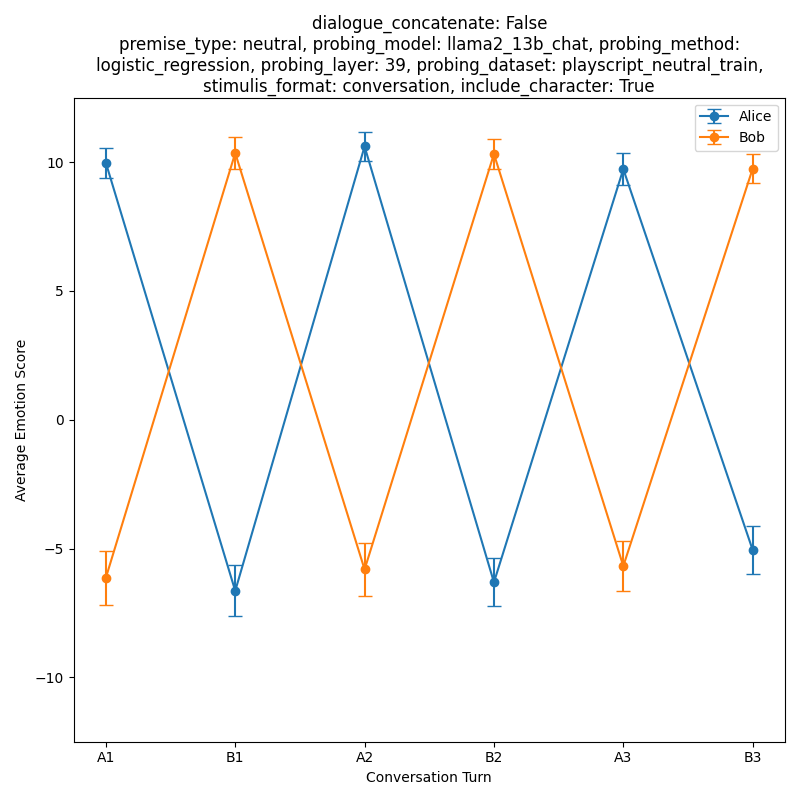 dialogue_concatenate: False
premise_type: neutral, probing_model: llama2_13b_chat, probing_method:
logistic_regression, probing_layer: 39, probing_dataset: playscript_neutral_train,
stimulis_format: conversation, include_character: True
Alice
Bob
Average Emotion Score
10
5
0
−5
−10
A1
B1
A2
B2
A3
B3
Conversation Turn